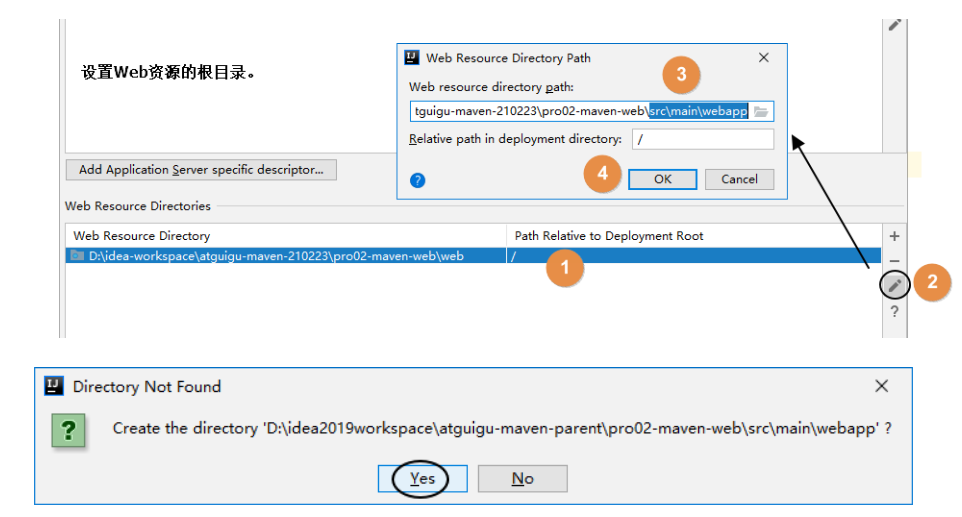 设置Web资源的根目录。
Web Resource Directory Path
3
Web resource directory path:
tguigu-maven-210223\pro02-maven-web\src\main\webapp
Relative path in deployment directory: /
4
? OK Cancel
Add Application Server specific descriptor...
Web Resource Directories
Web Resource Directory Path Relative to Deployment Root
D:\idea-workspace\atguigu-maven-210223\pro02-maven-web\web /
1
2
?
Directory Not Found
? Create the directory 'D:\idea2019workspace\atguigu-maven-parent\pro02-maven-web\src\main\webapp' ?
Yes No